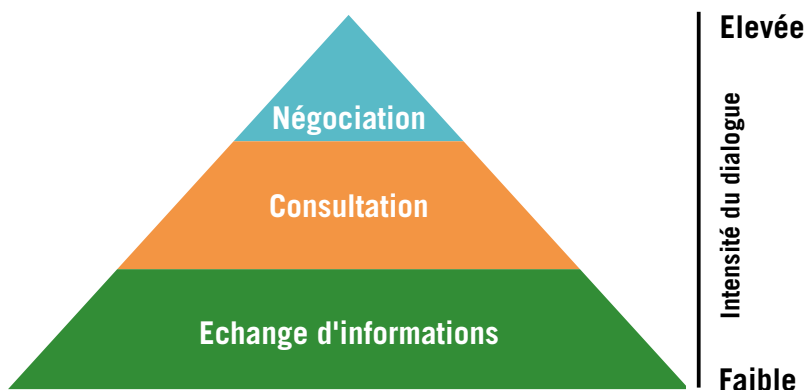 Elevée
Négociation
Consultation
Intensité du dialogue
Echange d'informations
Faible